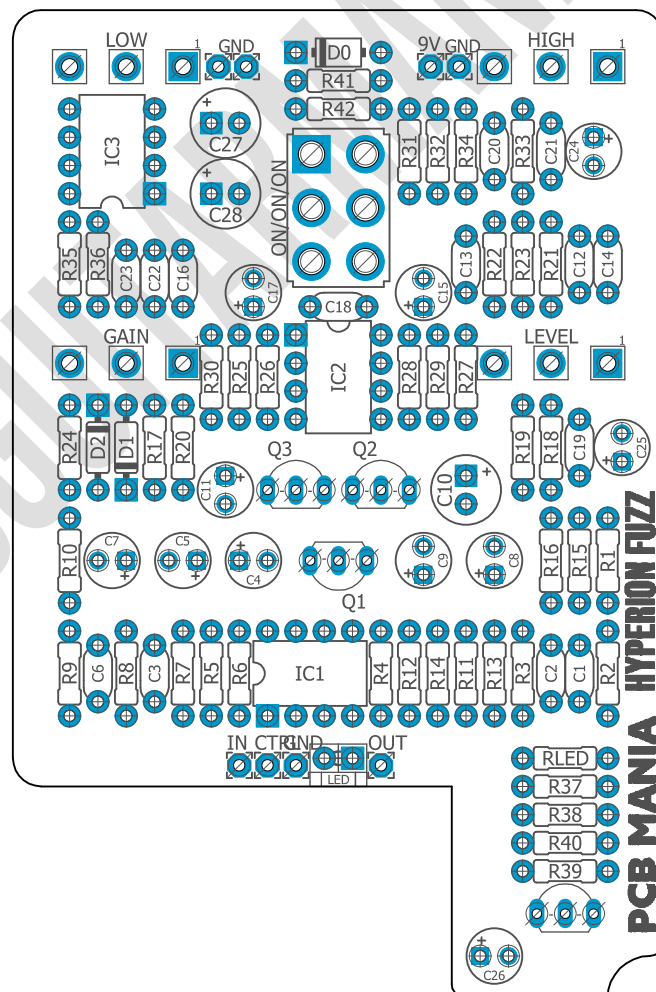 LOW GND 9V GND HIGH
1 1
D0
R41
R42
IC3 C27 R31 R32 R34 C20 R33 C21 C24
C28
ON/ON/ON
R35 R36 C23 C22 C16 C17 C15 C13 R22 R23 R21 C12 C14
C18
GAIN LEVEL
1 1
R30 R25 R26 IC2 R28 R29 R27
R24 D2 D1 R17 R20 R19 R18 C19 C25
Q3 Q2
C11 C10
R10 C7 C5 C4 C9 C8 R16 R15 R1
Q1
R9 C6 R8 C3 R7 R5 R6 IC1 R4 R12 R14 R11 R13 R3 C2 C1 R2
IN CTRL GND OUT
LED
RLED
R37
R38
R40
R39
C26
PCB MANIA HYPERION FUZZ